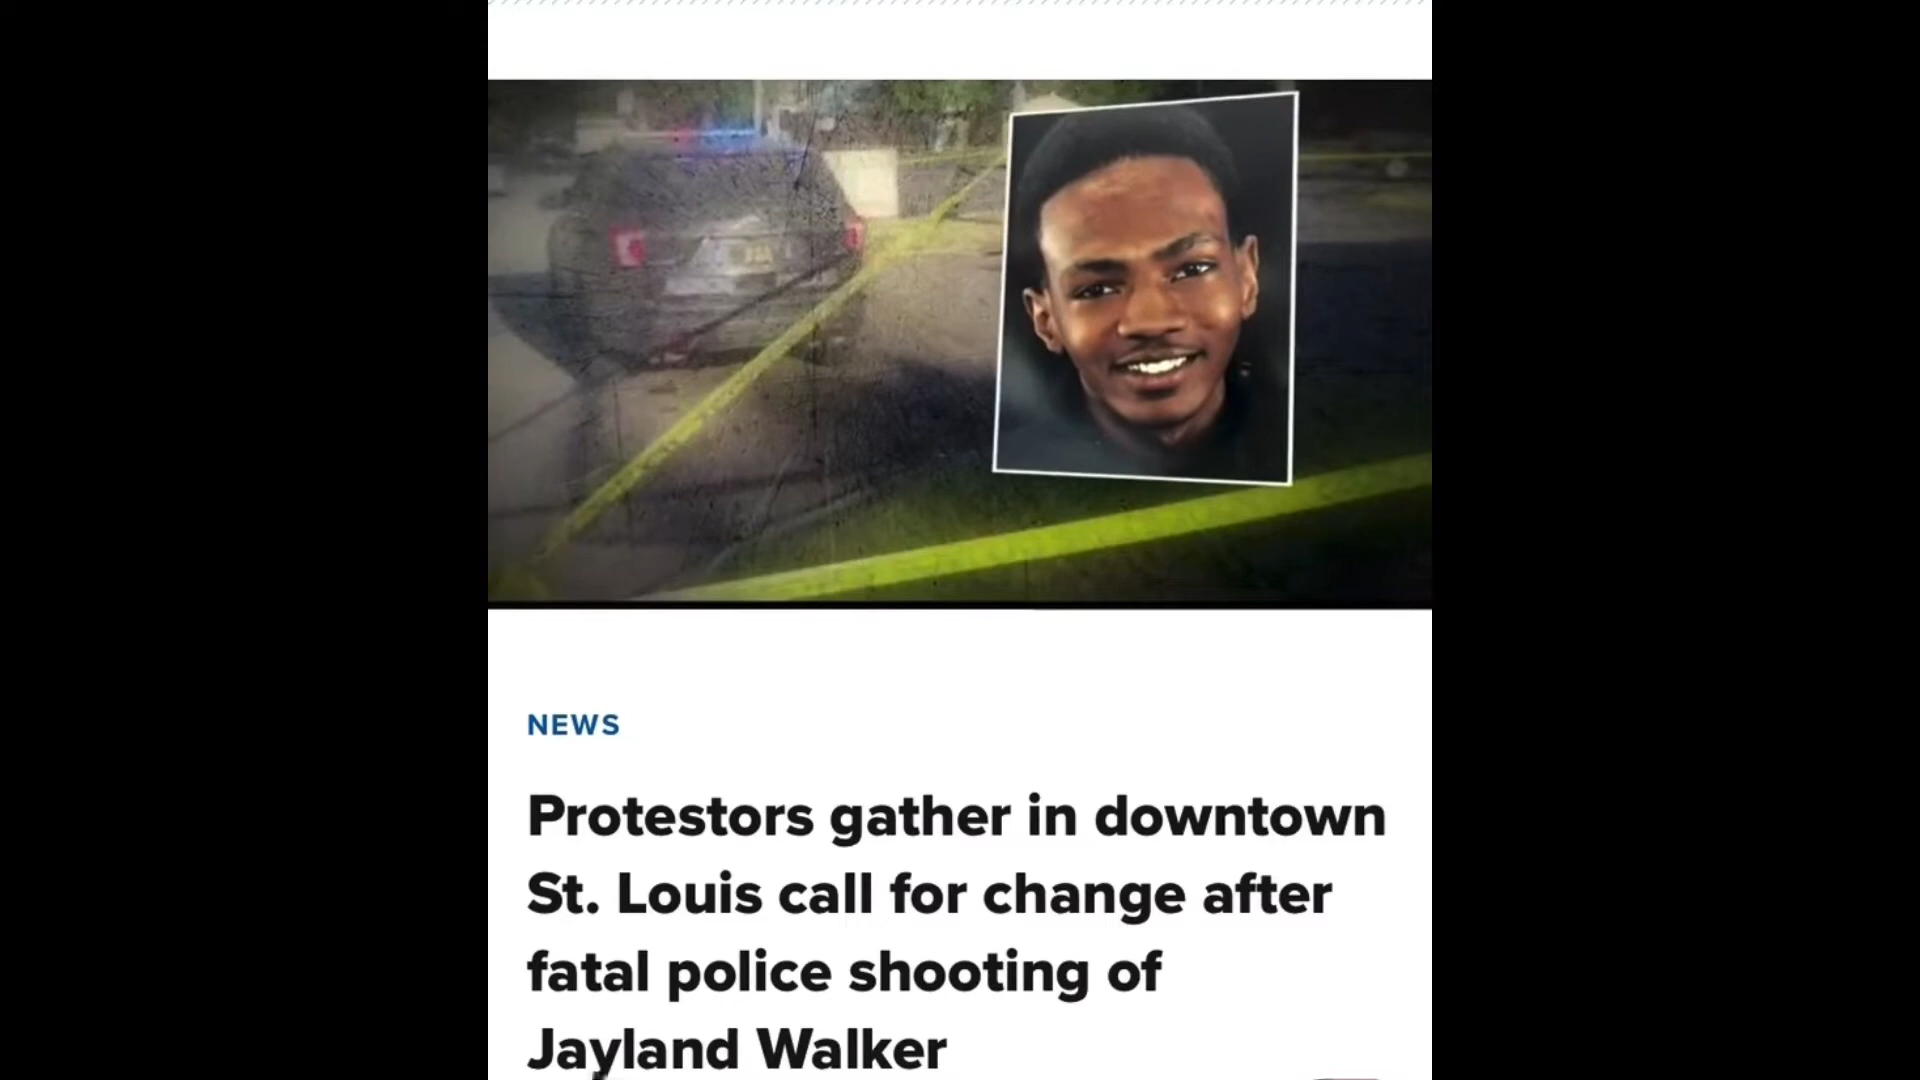 NEWS
Protestors gather in downtown
St. Louis call for change after
fatal police shooting of
Jayland Walker